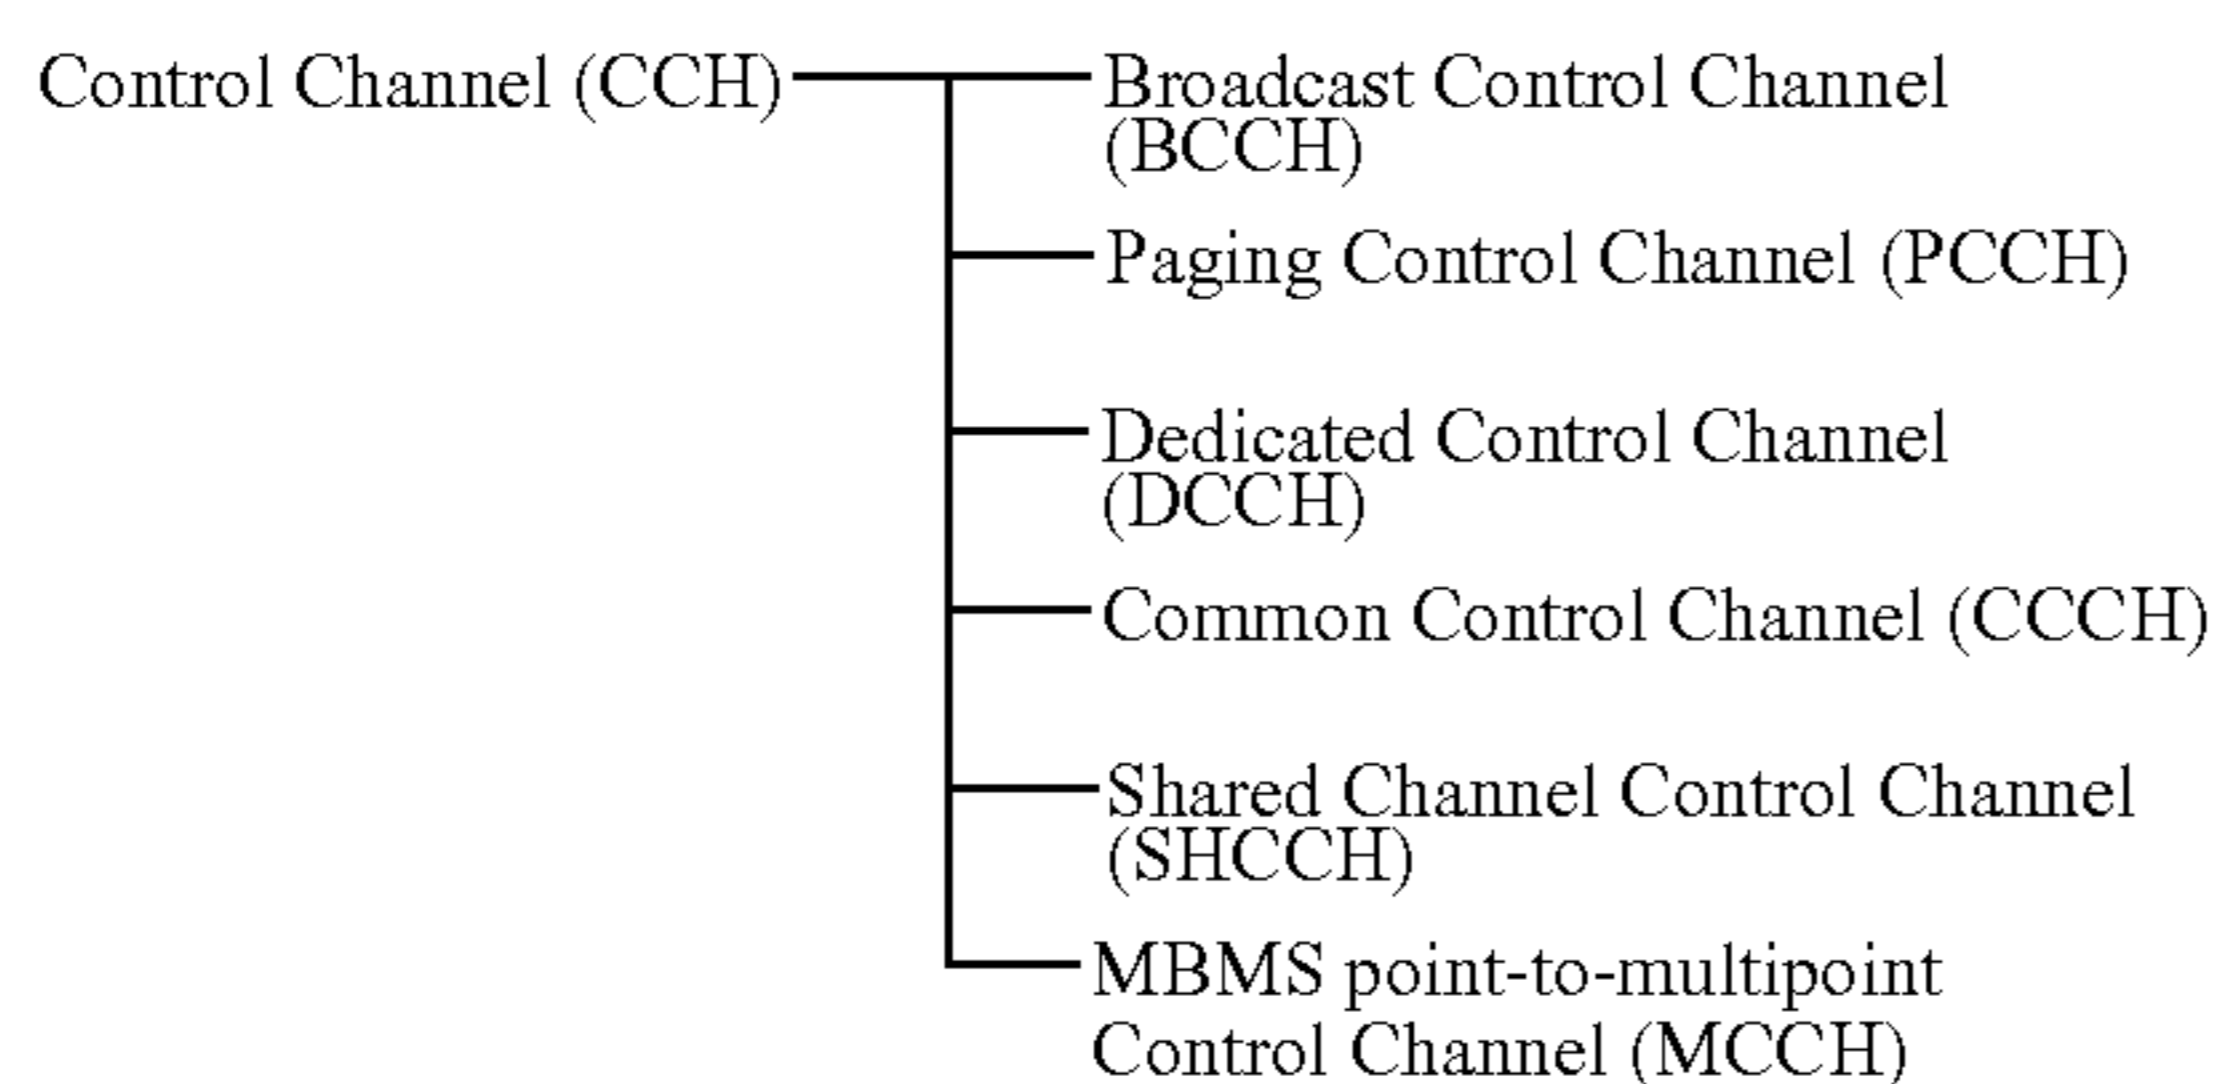 Control Channel (CCH)
Broadcast Control Channel
(BCCH)
Paging Control Channel (PCCH)
Dedicated Control Channel
(DCCH)
Common Control Channel (CCCH)
Shared Channel Control Channel
(SHCCH)
MBMS point-to-multipoint
Control Channel (MCCH)